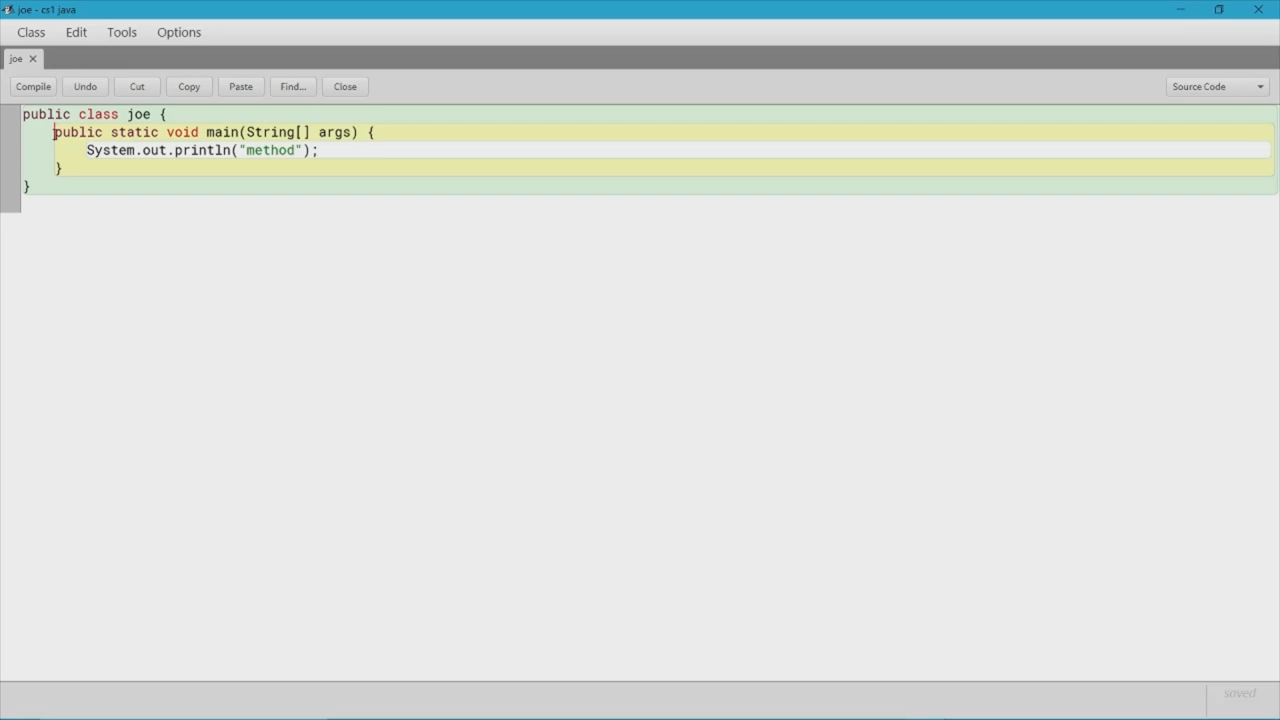 joe - cs1 java
Class Edit Tools Options
joe
Compile Undo Cut Copy Paste Find... Close Source Code
public class joe {
public static void main(String[] args) {
System.out.println("method");
}
}
saved